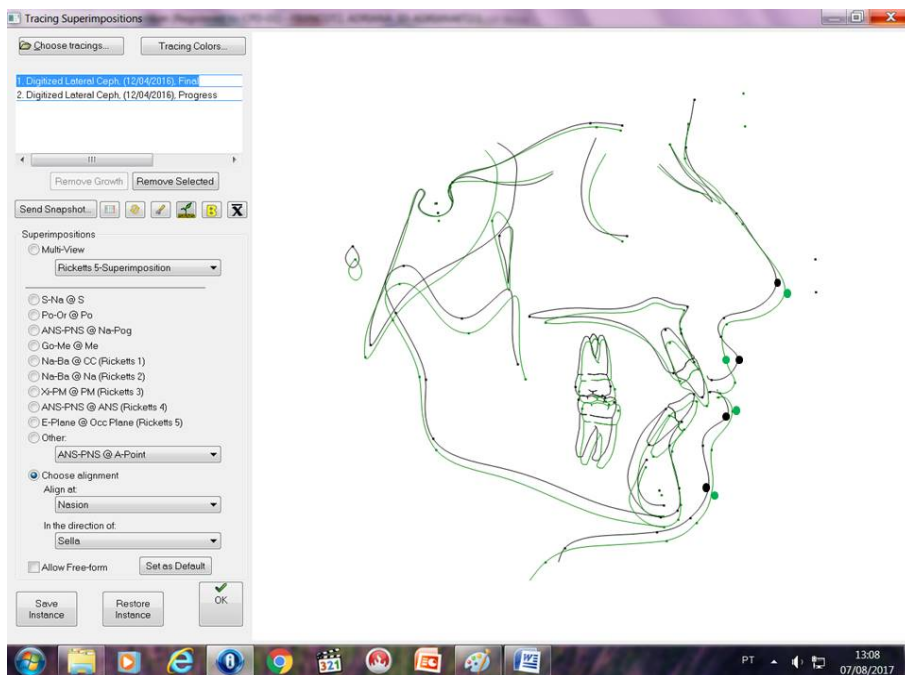 Tracing Superimpositions
Choose tracings...
Tracing Colors...
1. Digitized Lateral Ceph, (12/04/2016), Final
2. Digitized Lateral Ceph, (12/04/2016), Progress
Remove Growth
Remove Selected
Send Snapshot...
B
X
Superimpositions
Multi-View
Ricketts 5-Superimposition
S-Na @ S
Po-Or @ Po
ANS-PNS @ Na-Pog
Go-Me @ Me
Na-Ba @ CC (Ricketts 1)
Na-Ba @ Na (Ricketts 2)
Xi-PM @ PM (Ricketts 3)
ANS-PNS @ ANS (Ricketts 4)
E-Plane @ Occ Plane (Ricketts 5)
Other:
ANS-PNS @ A-Point
Choose alignment
Align at:
Nasion
In the direction of:
Sella
Allow Free-form
Set as Default
Save Instance
Restore Instance
OK
321
PT
13:08
07/08/2017